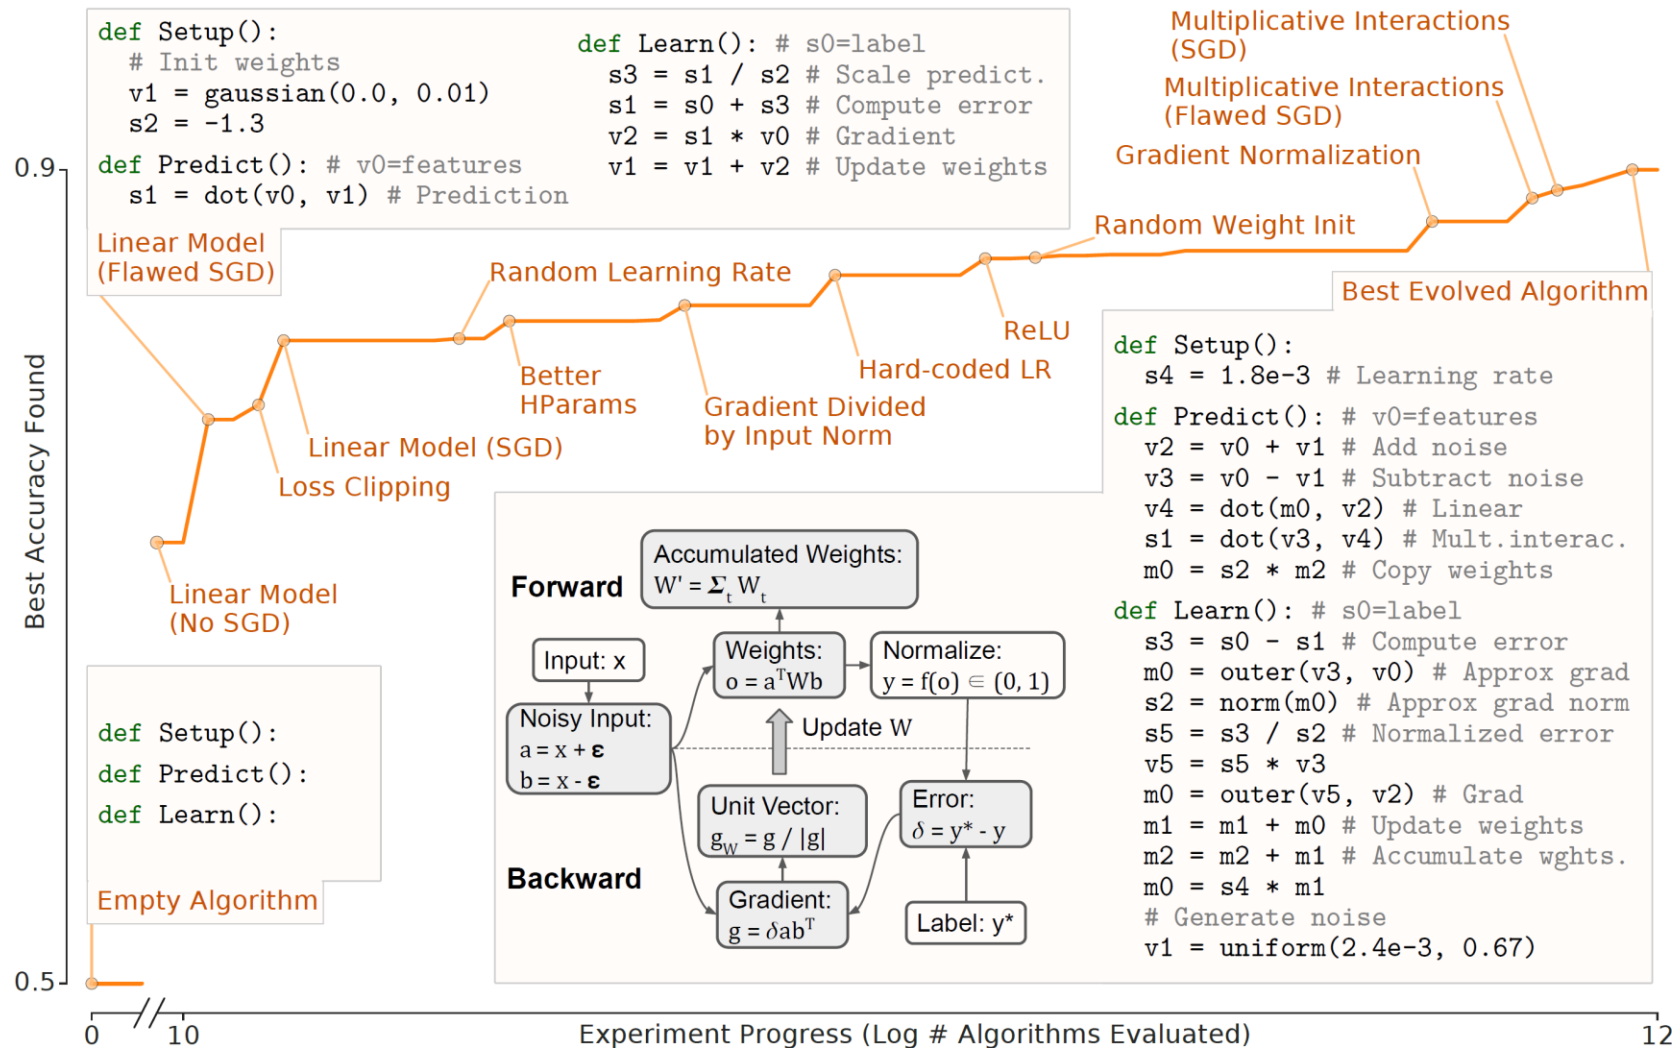 def Setup():
# Init weights
v1 = gaussian(0.0, 0.01)
s2 = -1.3
def Predict(): # v0=features
s1 = dot(v0, v1) # Prediction
def Learn(): # s0=label
s3 = s1 / s2 # Scale predict.
s1 = s0 + s3 # Compute error
v2 = s1 * v0 # Gradient
v1 = v1 + v2 # Update weights
Linear Model
(Flawed SGD)
Multiplicative Interactions
(SGD)
Multiplicative Interactions
(Flawed SGD)
Gradient Normalization
Random Weight Init
Random Learning Rate
ReLU
Hard-coded LR
Better
HParams
Gradient Divided
by Input Norm
Linear Model (SGD)
Loss Clipping
Linear Model
(No SGD)
Best Evolved Algorithm
def Setup():
s4 = 1.8e-3 # Learning rate
def Predict(): # v0=features
v2 = v0 + v1 # Add noise
v3 = v0 - v1 # Subtract noise
v4 = dot(m0, v2) # Linear
s1 = dot(v3, v4) # Mult.interac.
m0 = s2 * m2 # Copy weights
def Learn(): # s0=label
s3 = s0 - s1 # Compute error
m0 = outer(v3, v0) # Approx grad
s2 = norm(m0) # Approx grad norm
s5 = s3 / s2 # Normalized error
v5 = s5 * v3
m0 = outer(v5, v2) # Grad
m1 = m1 + m0 # Update weights
m2 = m2 + m1 # Accumulate wghts.
m0 = s4 * m1
# Generate noise
v1 = uniform(2.4e-3, 0.67)
Forward
Accumulated Weights:
W' = Σₜ Wₜ
Input: x
Weights:
o = aᵀWb
Normalize:
y = f(o) ∈ (0, 1)
Noisy Input:
a = x + ε
b = x - ε
Update W
Unit Vector:
g_W = g / |g|
Error:
δ = y* - y
Backward
Gradient:
g = δabᵀ
Label: y*
def Setup():
def Predict():
def Learn():
Empty Algorithm
Best Accuracy Found
0.9
0.5
0
10
Experiment Progress (Log # Algorithms Evaluated)
12